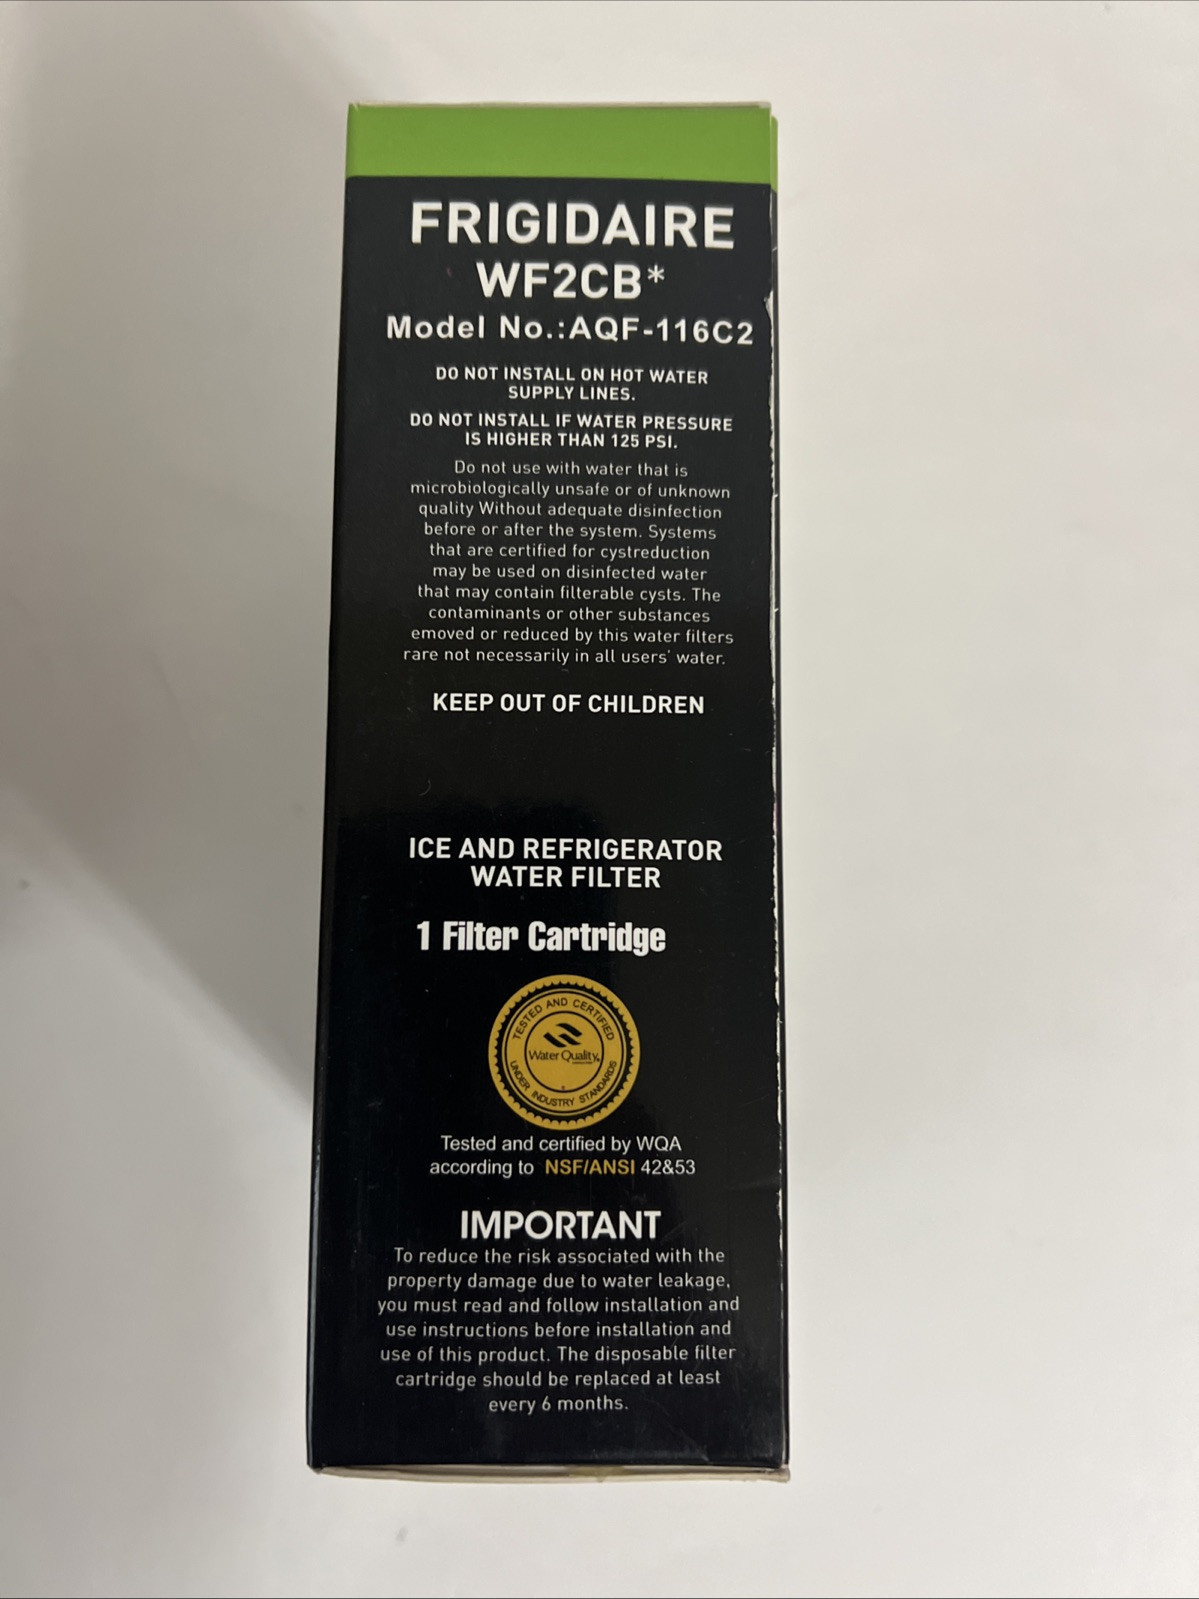 FRIGIDAIRE
WF2CB*
Model No.:AQF-116C2
DO NOT INSTALL ON HOT WATER
SUPPLY LINES.
DO NOT INSTALL IF WATER PRESSURE
IS HIGHER THAN 125 PSI.
Do not use with water that is
microbiologically unsafe or of unknown
quality Without adequate disinfection
before or after the system. Systems
that are certified for cystreduction
may be used on disinfected water
that may contain filterable cysts. The
contaminants or other substances
emoved or reduced by this water filters
rare not necessarily in all users' water.
KEEP OUT OF CHILDREN
ICE AND REFRIGERATOR
WATER FILTER
1 Filter Cartridge
TESTED AND CERTIFIED
Water Quality
UNDER INDUSTRY STANDARDS
Tested and certified by WQA
according to NSF/ANSI 42&53
IMPORTANT
To reduce the risk associated with the
property damage due to water leakage,
you must read and follow installation and
use instructions before installation and
use of this product. The disposable filter
cartridge should be replaced at least
every 6 months.